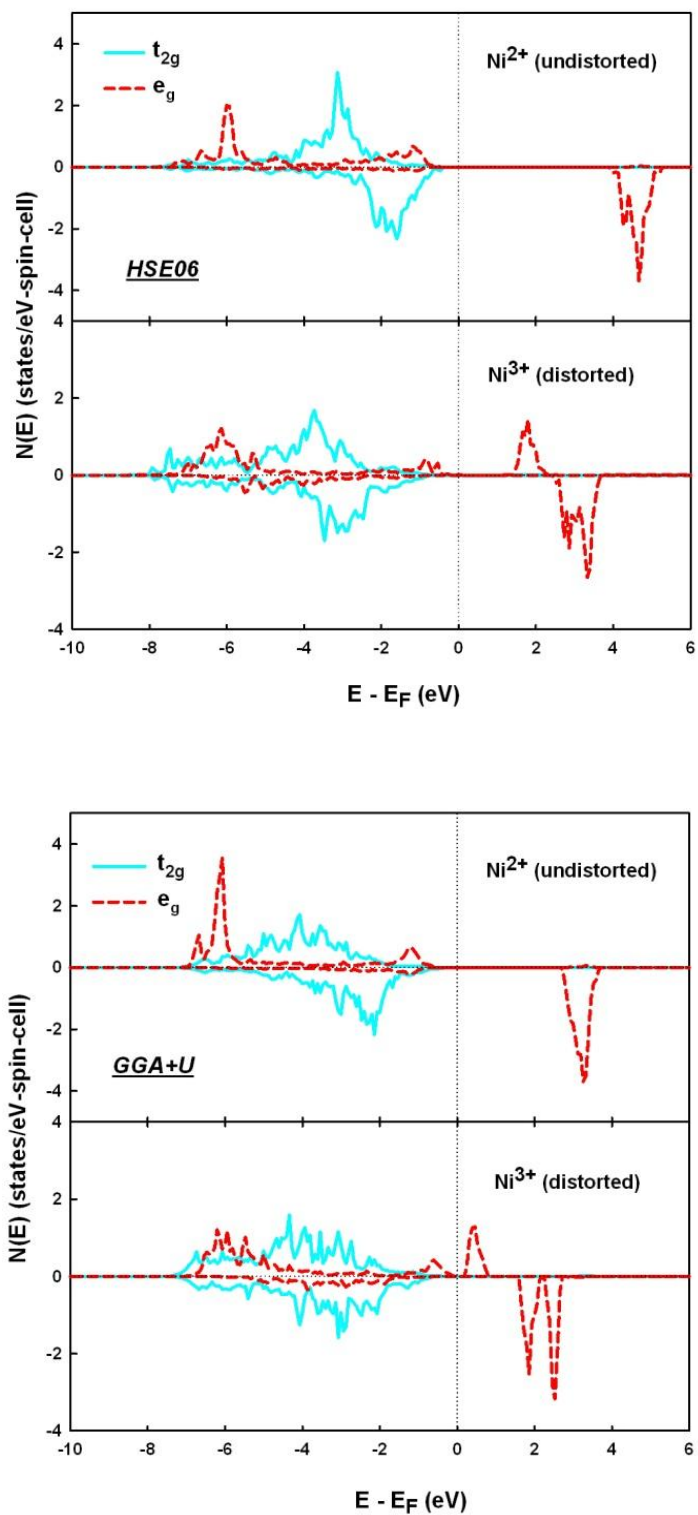 4
t2g
eg
Ni2+ (undistorted)
2
0
-2
HSE06
-4
4
Ni3+ (distorted)
2
0
-2
-4
-10 -8 -6 -4 -2 0 2 4 6
E - EF (eV)
N(E) (states/eV-spin-cell)
4
t2g
eg
Ni2+ (undistorted)
2
0
-2
GGA+U
-4
4
Ni3+ (distorted)
2
0
-2
-4
-10 -8 -6 -4 -2 0 2 4 6
E - EF (eV)
N(E) (states/eV-spin-cell)